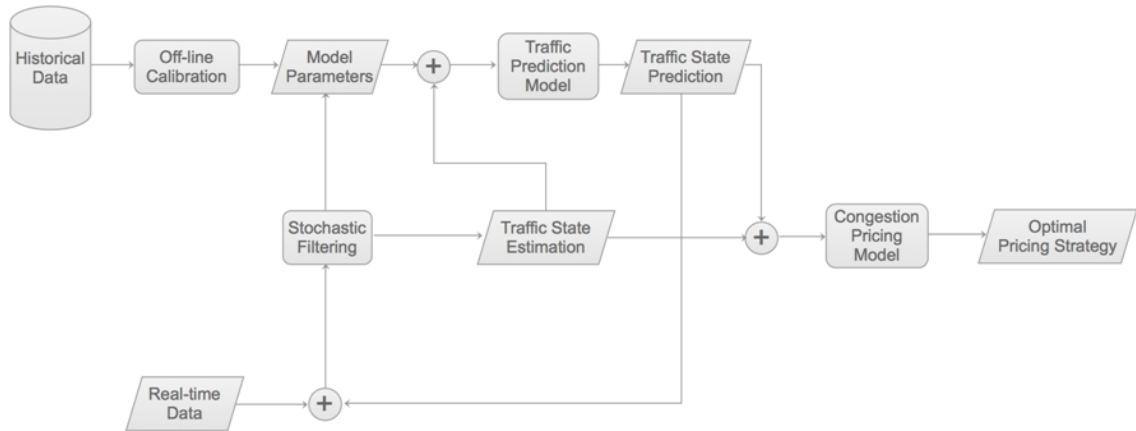 Historical
Data
Off-line
Calibration
Model
Parameters
+
Traffic
Prediction
Model
Traffic State
Prediction
Stochastic
Filtering
Traffic State
Estimation
+
Congestion
Pricing
Model
Optimal
Pricing Strategy
Real-time
Data
+